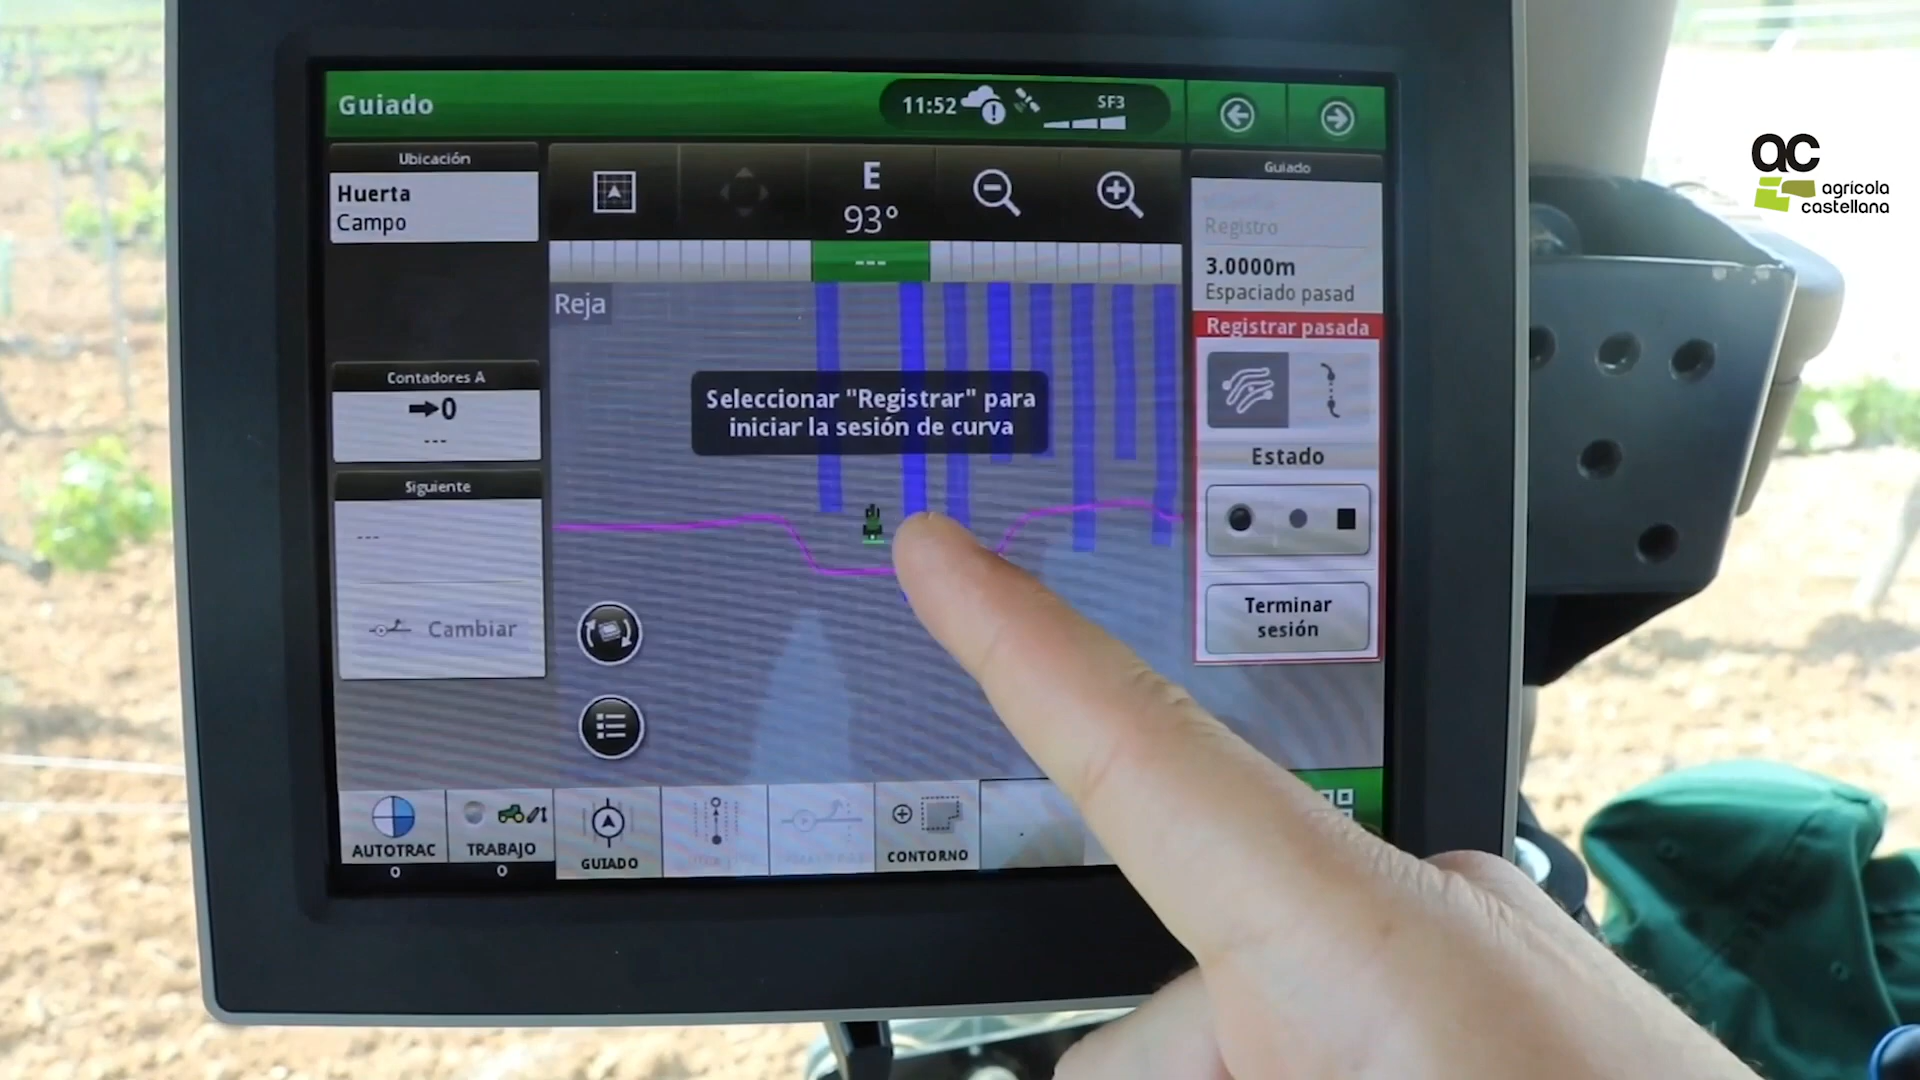 Guiado
11:52
SF3
Ubicación
Huerta
Campo
E
93°
---
Guiado
Registro
3.0000m
Espaciado pasad
Registrar pasada
Reja
Contadores A
0
---
Seleccionar "Registrar" para
iniciar la sesión de curva
Estado
Siguiente
---
Cambiar
Terminar
sesión
AUTOTRAC
0
TRABAJO
0
GUIADO
CONTORNO
ac
agrícola
castellana